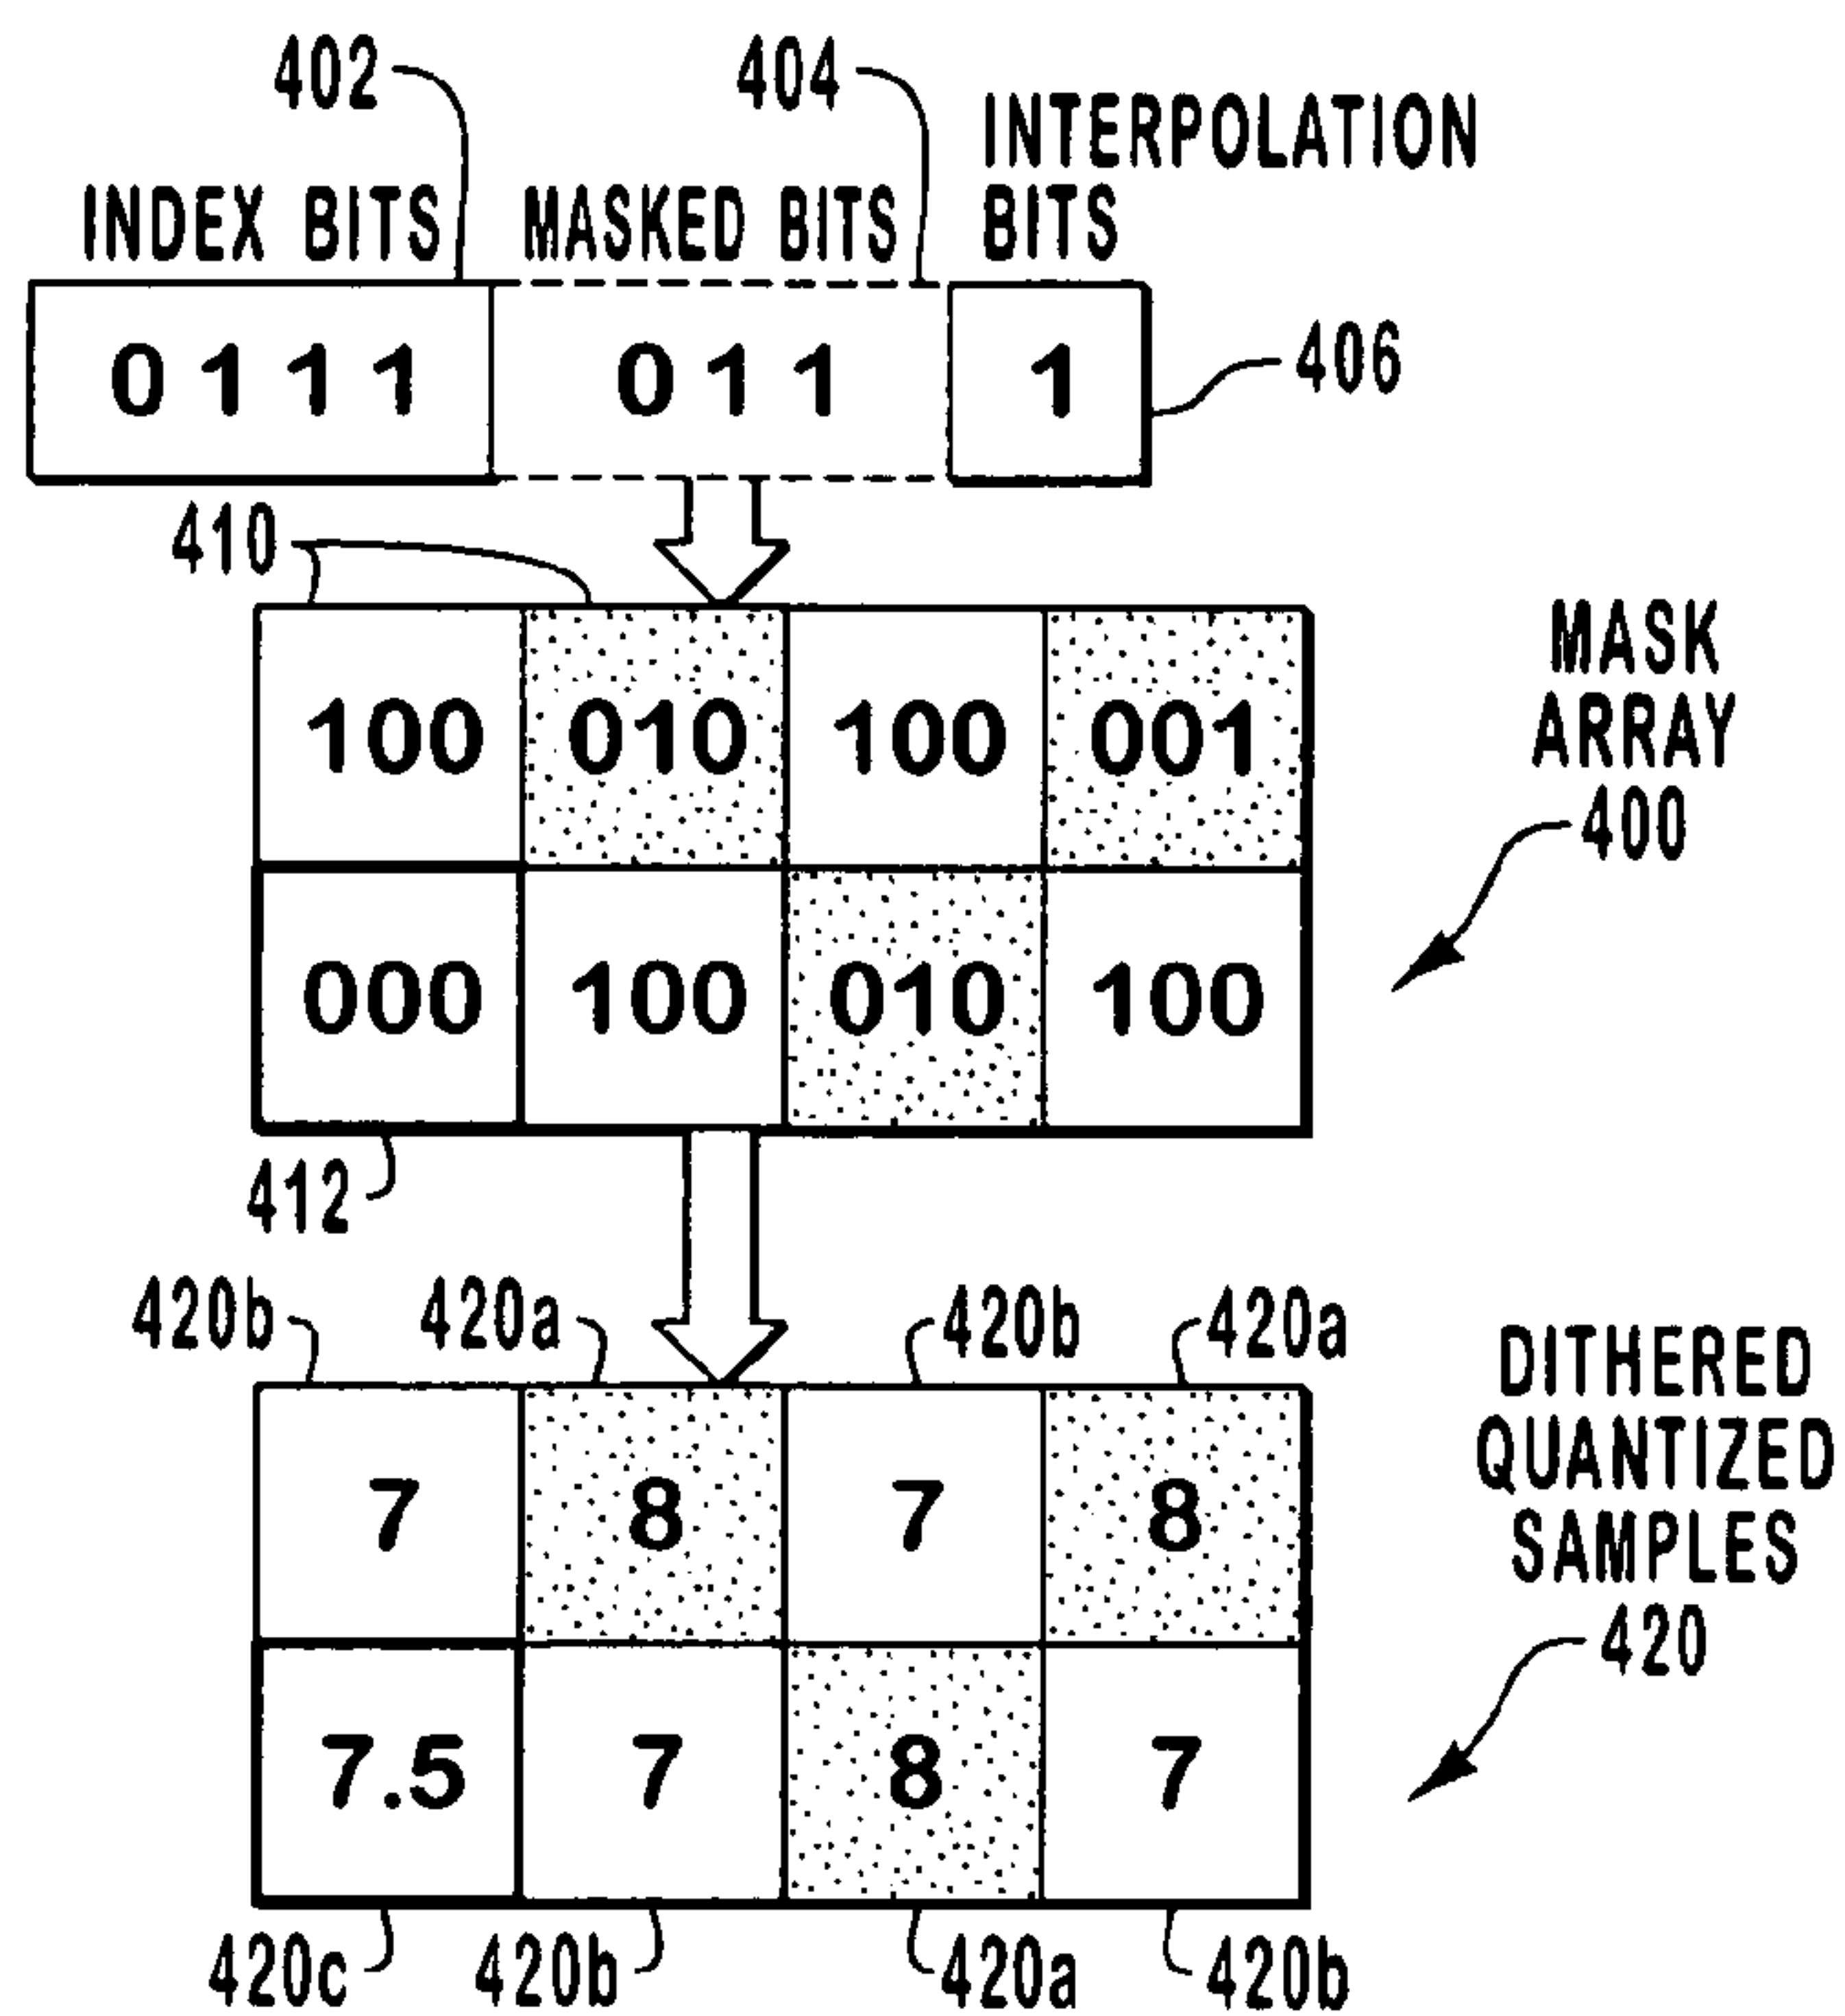 402
404
INTERPOLATION
INDEX BITS MASKED BITS BITS
0 1 1 1 0 1 1 1
406
410
100 010 100 001
MASK
ARRAY
400
000 100 010 100
412
420b 420a 420b 420a
7 8 7 8
DITHERED
QUANTIZED
SAMPLES
420
7.5 7 8 7
420c 420b 420a 420b